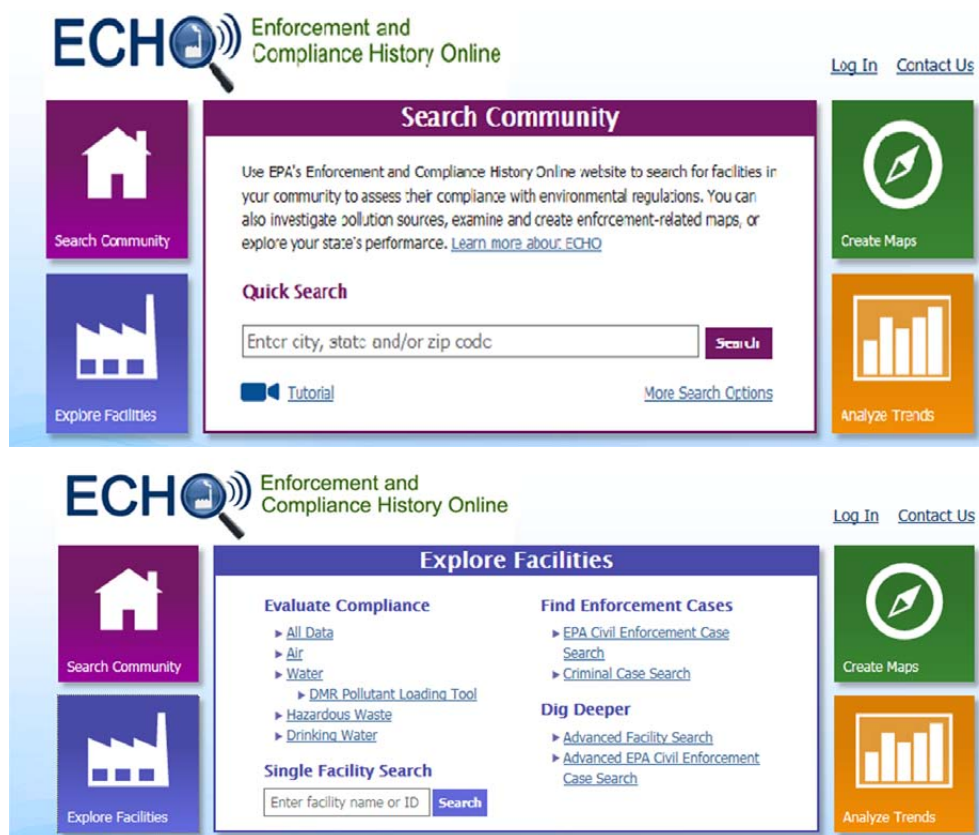 ECHO
Enforcement and
Compliance History Online
Log In Contact Us
Search Community
Search Community
Use EPA's Enforcement and Compliance History Online website to search for facilities in
your community to assess their compliance with environmental regulations. You can
also investigate pollution sources, examine and create enforcement-related maps, or
explore your state's performance. Learn more about ECHO
Quick Search
Enter city, state and/or zip code
Search
Tutorial
More Search Options
Explore Facilities
Create Maps
Analyze Trends
ECHO
Enforcement and
Compliance History Online
Log In Contact Us
Search Community
Explore Facilities
Explore Facilities
Evaluate Compliance
All Data
Air
Water
DMR Pollutant Loading Tool
Hazardous Waste
Drinking Water
Single Facility Search
Enter facility name or ID
Search
Find Enforcement Cases
EPA Civil Enforcement Case
Search
Criminal Case Search
Dig Deeper
Advanced Facility Search
Advanced EPA Civil Enforcement
Case Search
Create Maps
Analyze Trends